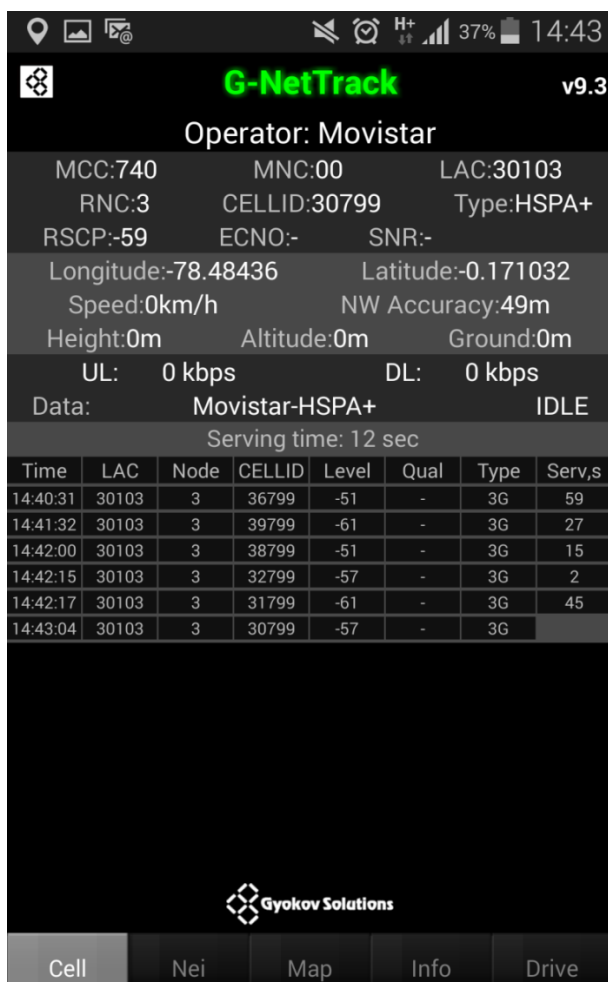 H+ 37% 14:43
G-NetTrack v9.3
Operator: Movistar
MCC:740 MNC:00 LAC:30103
RNC:3 CELLID:30799 Type:HSPA+
RSCP:-59 ECNO:- SNR:-
Longitude:-78.48436 Latitude:-0.171032
Speed:0km/h NW Accuracy:49m
Height:0m Altitude:0m Ground:0m
UL: 0 kbps DL: 0 kbps
Data: Movistar-HSPA+ IDLE
Serving time: 12 sec
Time LAC Node CELLID Level Qual Type Serv,s
14:40:31 30103 3 36799 -51 - 3G 59
14:41:32 30103 3 39799 -61 - 3G 27
14:42:00 30103 3 38799 -51 - 3G 15
14:42:15 30103 3 32799 -57 - 3G 2
14:42:17 30103 3 31799 -61 - 3G 45
14:43:04 30103 3 30799 -57 - 3G
Gyokov Solutions
Cell Nei Map Info Drive